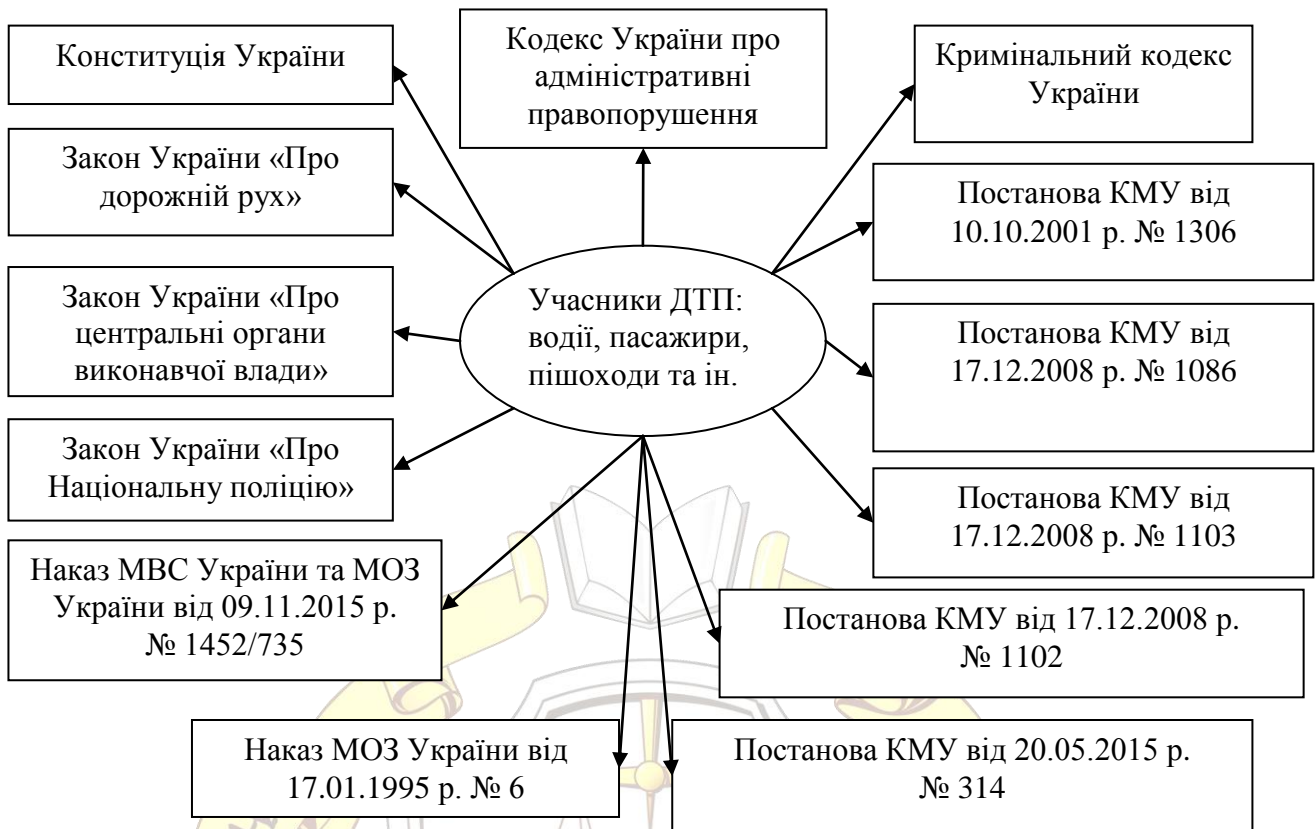 Конституція України
Кодекс України про
адміністративні
правопорушення
Кримінальний кодекс
України
Закон України «Про
дорожній рух»
Постанова КМУ від
10.10.2001 р. № 1306
Закон України «Про
центральні органи
виконавчої влади»
Учасники ДТП:
водії, пасажири,
пішоходи та ін.
Постанова КМУ від
17.12.2008 р. № 1086
Закон України «Про
Національну поліцію»
Постанова КМУ від
17.12.2008 р. № 1103
Наказ МВС України та МОЗ
України від 09.11.2015 р.
№ 1452/735
Постанова КМУ від 17.12.2008 р.
№ 1102
Наказ МОЗ України від
17.01.1995 р. № 6
Постанова КМУ від 20.05.2015 р.
№ 314